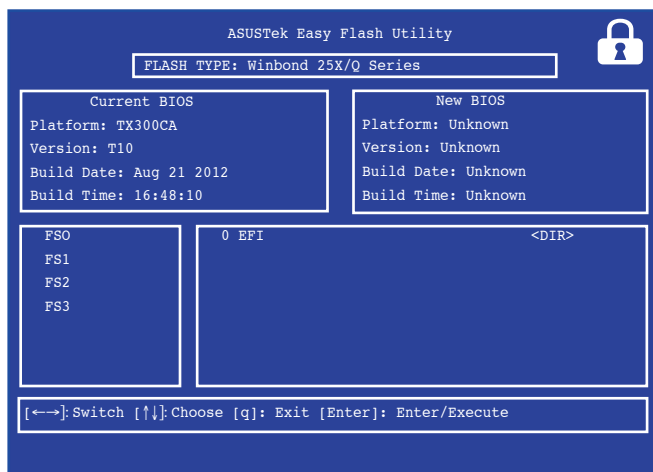 ASUSTek Easy Flash Utility
FLASH TYPE: Winbond 25X/Q Series
Current BIOS
Platform: TX300CA
Version: T10
Build Date: Aug 21 2012
Build Time: 16:48:10
New BIOS
Platform: Unknown
Version: Unknown
Build Date: Unknown
Build Time: Unknown
FSO
FS1
FS2
FS3
0 EFI <DIR>
[←→]: Switch [↑↓]: Choose [q]: Exit [Enter]: Enter/Execute